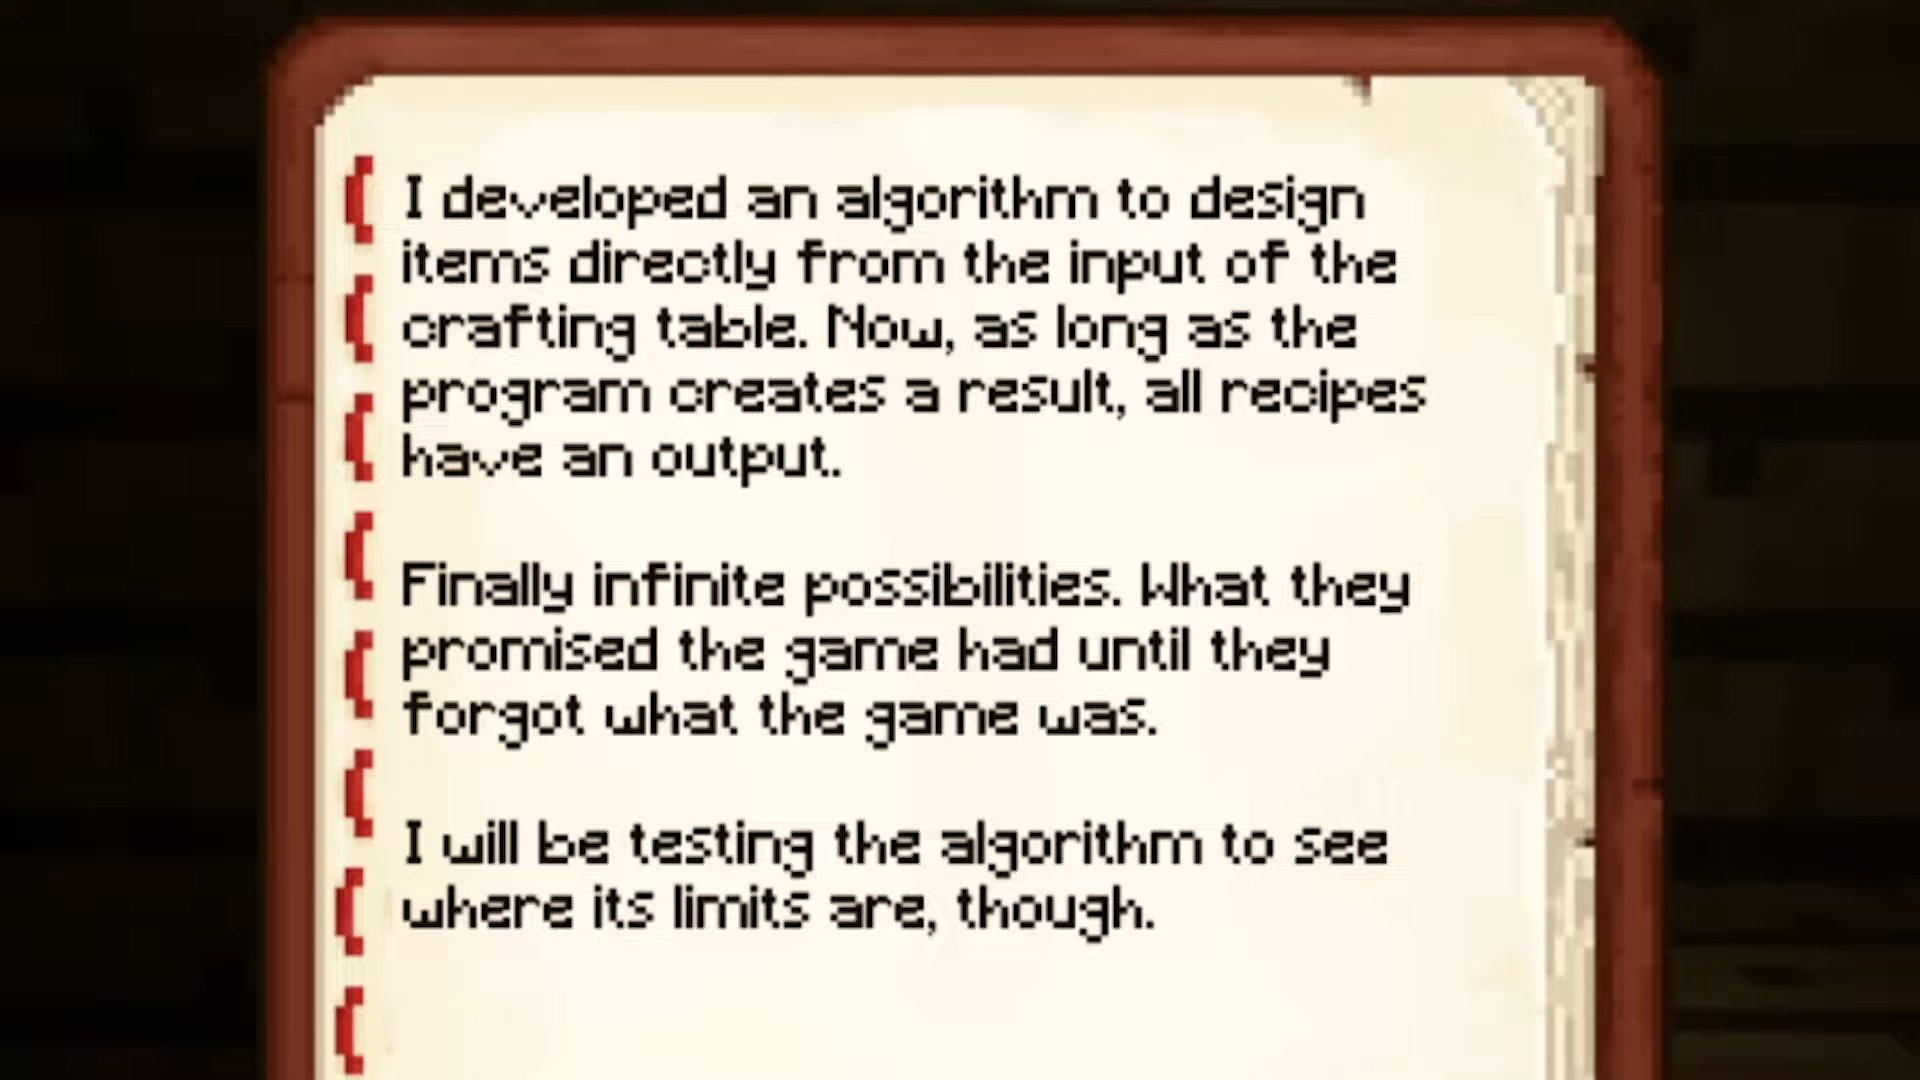 I developed an algorithm to design
items directly from the input of the
crafting table. Now, as long as the
program creates a result, all recipes
have an output.
Finally infinite possibilities. What they
promised the game had until they
forgot what the game was.
I will be testing the algorithm to see
where its limits are, though.